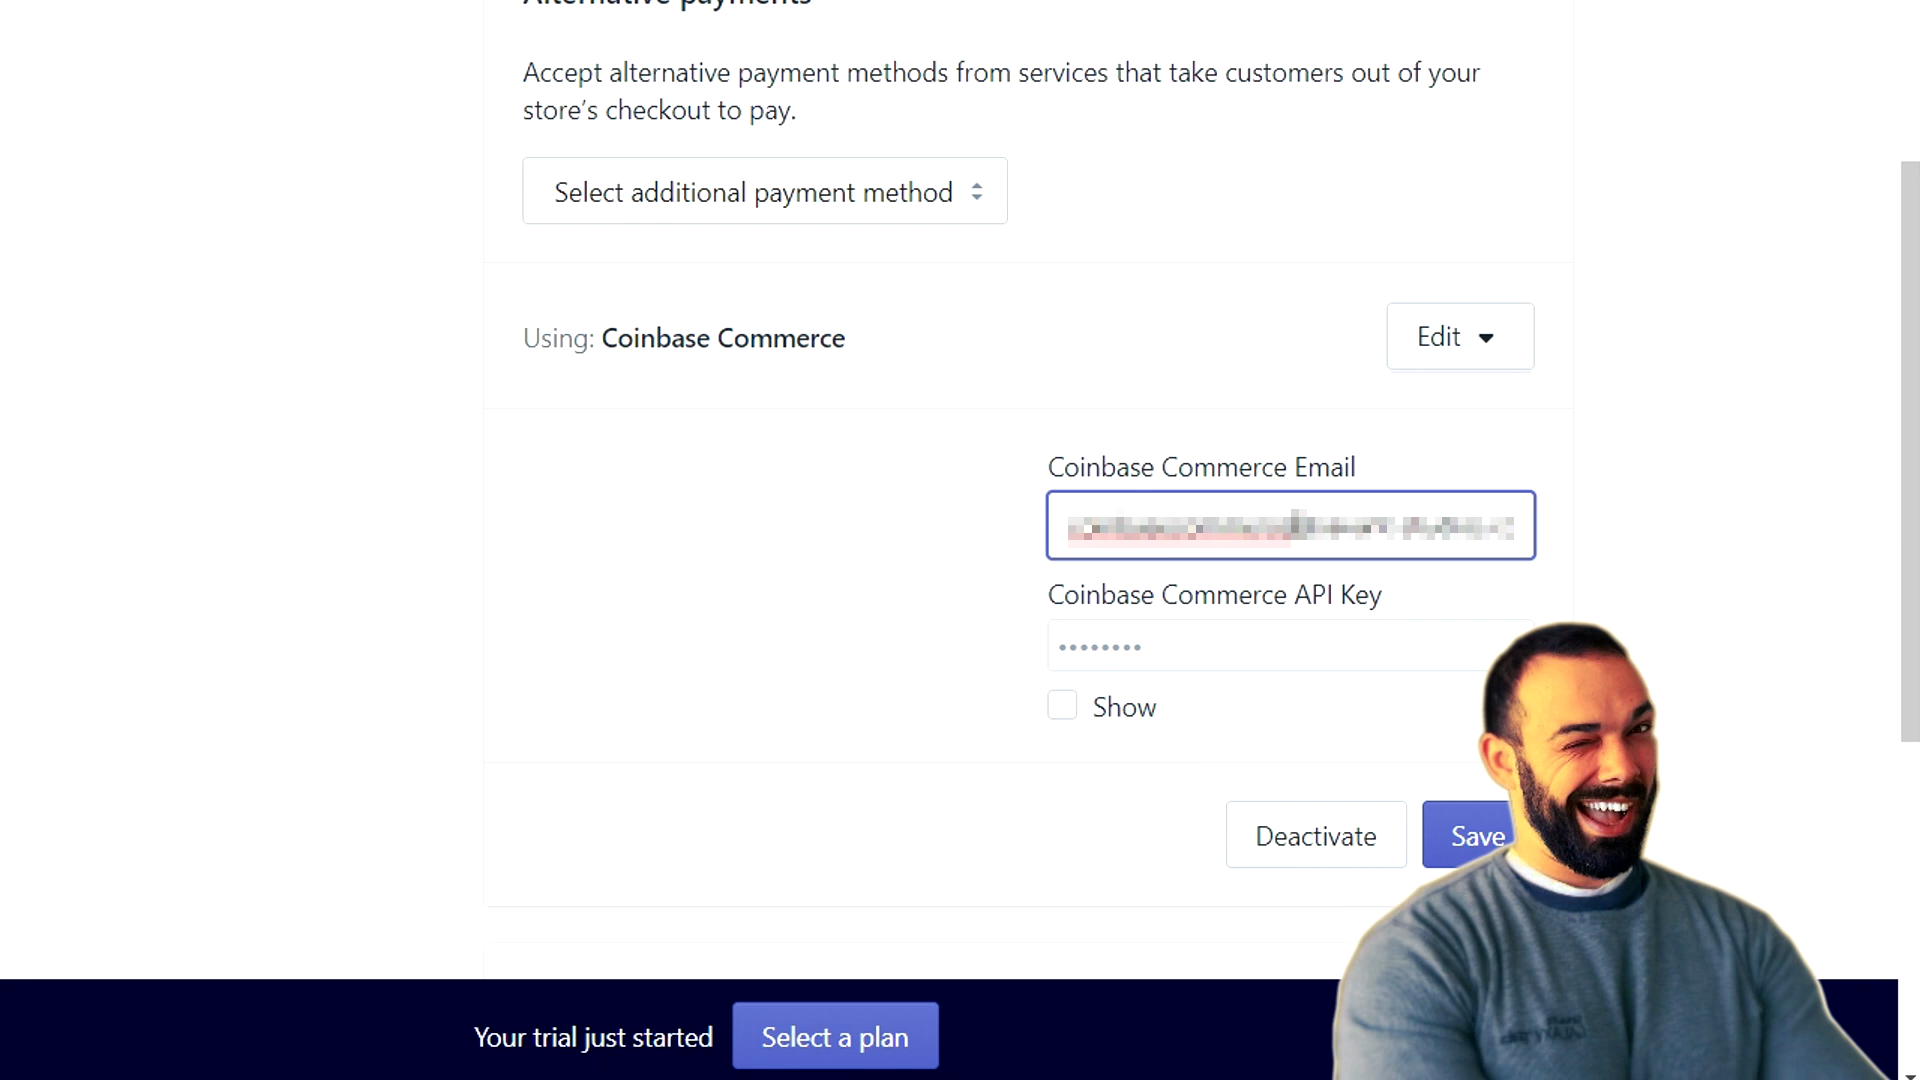 Alternative payments
Accept alternative payment methods from services that take customers out of your
store's checkout to pay.
Select additional payment method
Using: Coinbase Commerce
Edit
Coinbase Commerce Email
Coinbase Commerce API Key
••••••••
Show
Deactivate
Save
Your trial just started
Select a plan